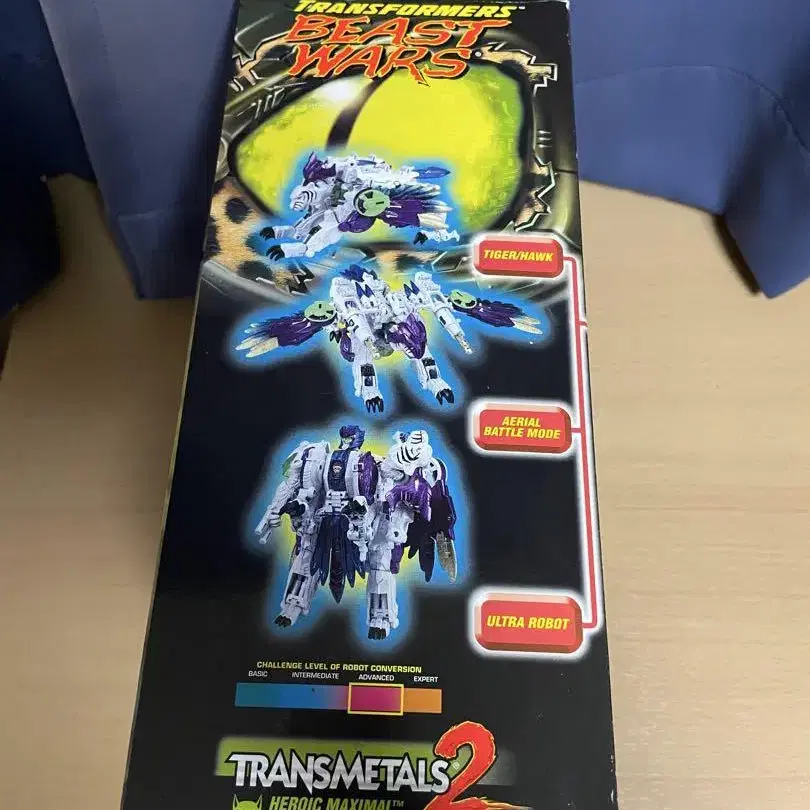 TRANSFORMERS
BEAST
WARS
TIGER/HAWK
AERIAL
BATTLE MODE
ULTRA ROBOT
CHALLENGE LEVEL OF ROBOT CONVERSION
BASIC INTERMEDIATE ADVANCED EXPERT
TRANSMETALS 2
HEROIC MAXIMAL™